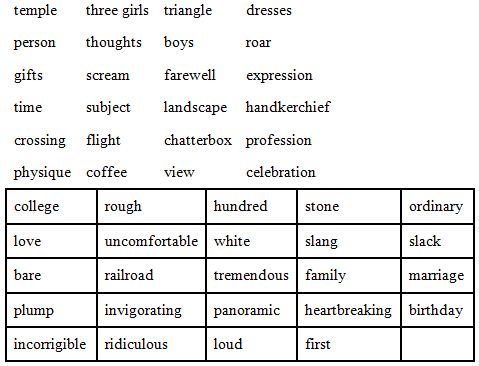 temple three girls triangle dresses
person thoughts boys roar
gifts scream farewell expression
time subject landscape handkerchief
crossing flight chatterbox profession
physique coffee view celebration
college rough hundred stone ordinary
love uncomfortable white slang slack
bare railroad tremendous family marriage
plump invigorating panoramic heartbreaking birthday
incorrigible ridiculous loud first